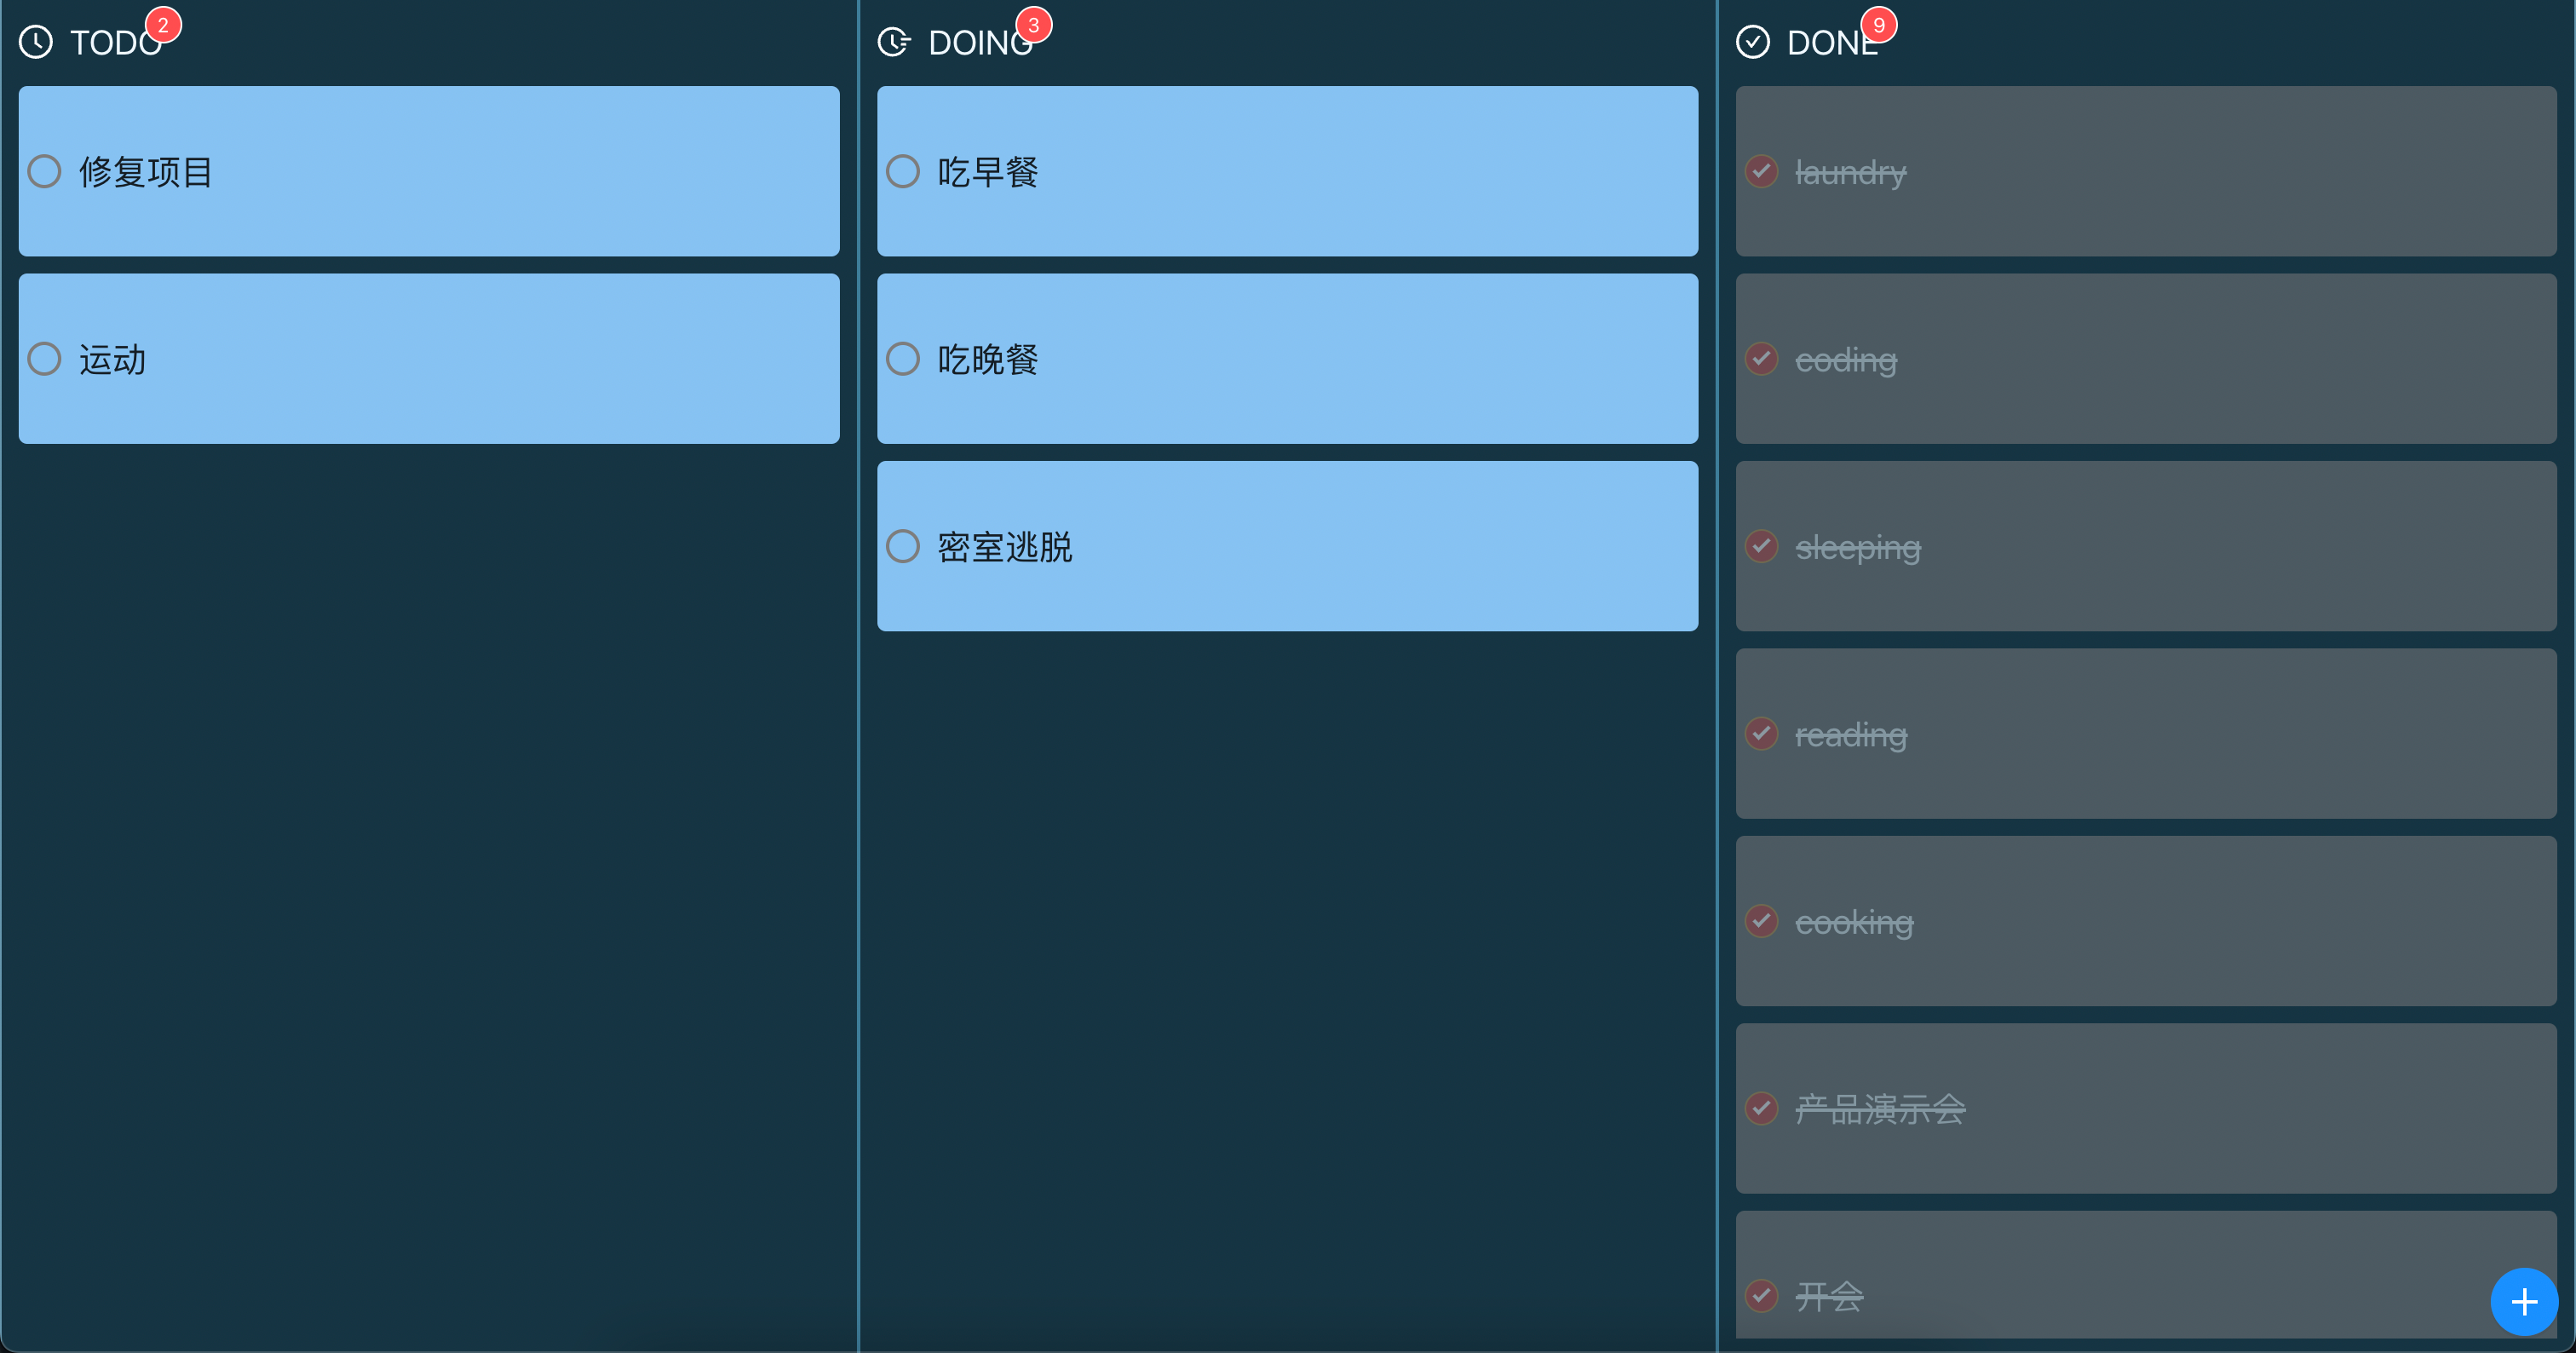 TODO
2
修复项目
运动
DOING
3
吃早餐
吃晚餐
密室逃脱
DONE
9
laundry
coding
sleeping
reading
cooking
产品演示会
开会